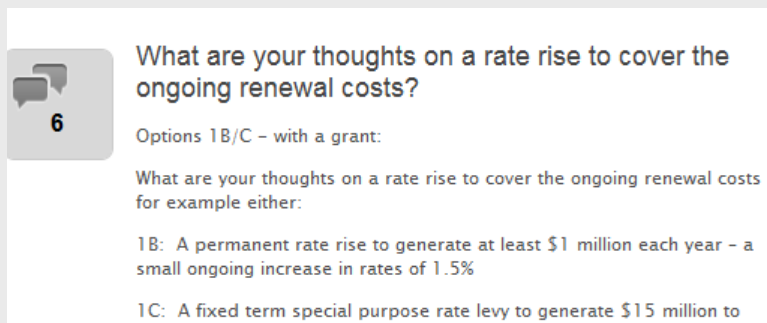 What are your thoughts on a rate rise to cover the
ongoing renewal costs?
6
Options 1B/C – with a grant:
What are your thoughts on a rate rise to cover the ongoing renewal costs
for example either:
1B: A permanent rate rise to generate at least $1 million each year – a
small ongoing increase in rates of 1.5%
1C: A fixed term special purpose rate levy to generate $15 million to